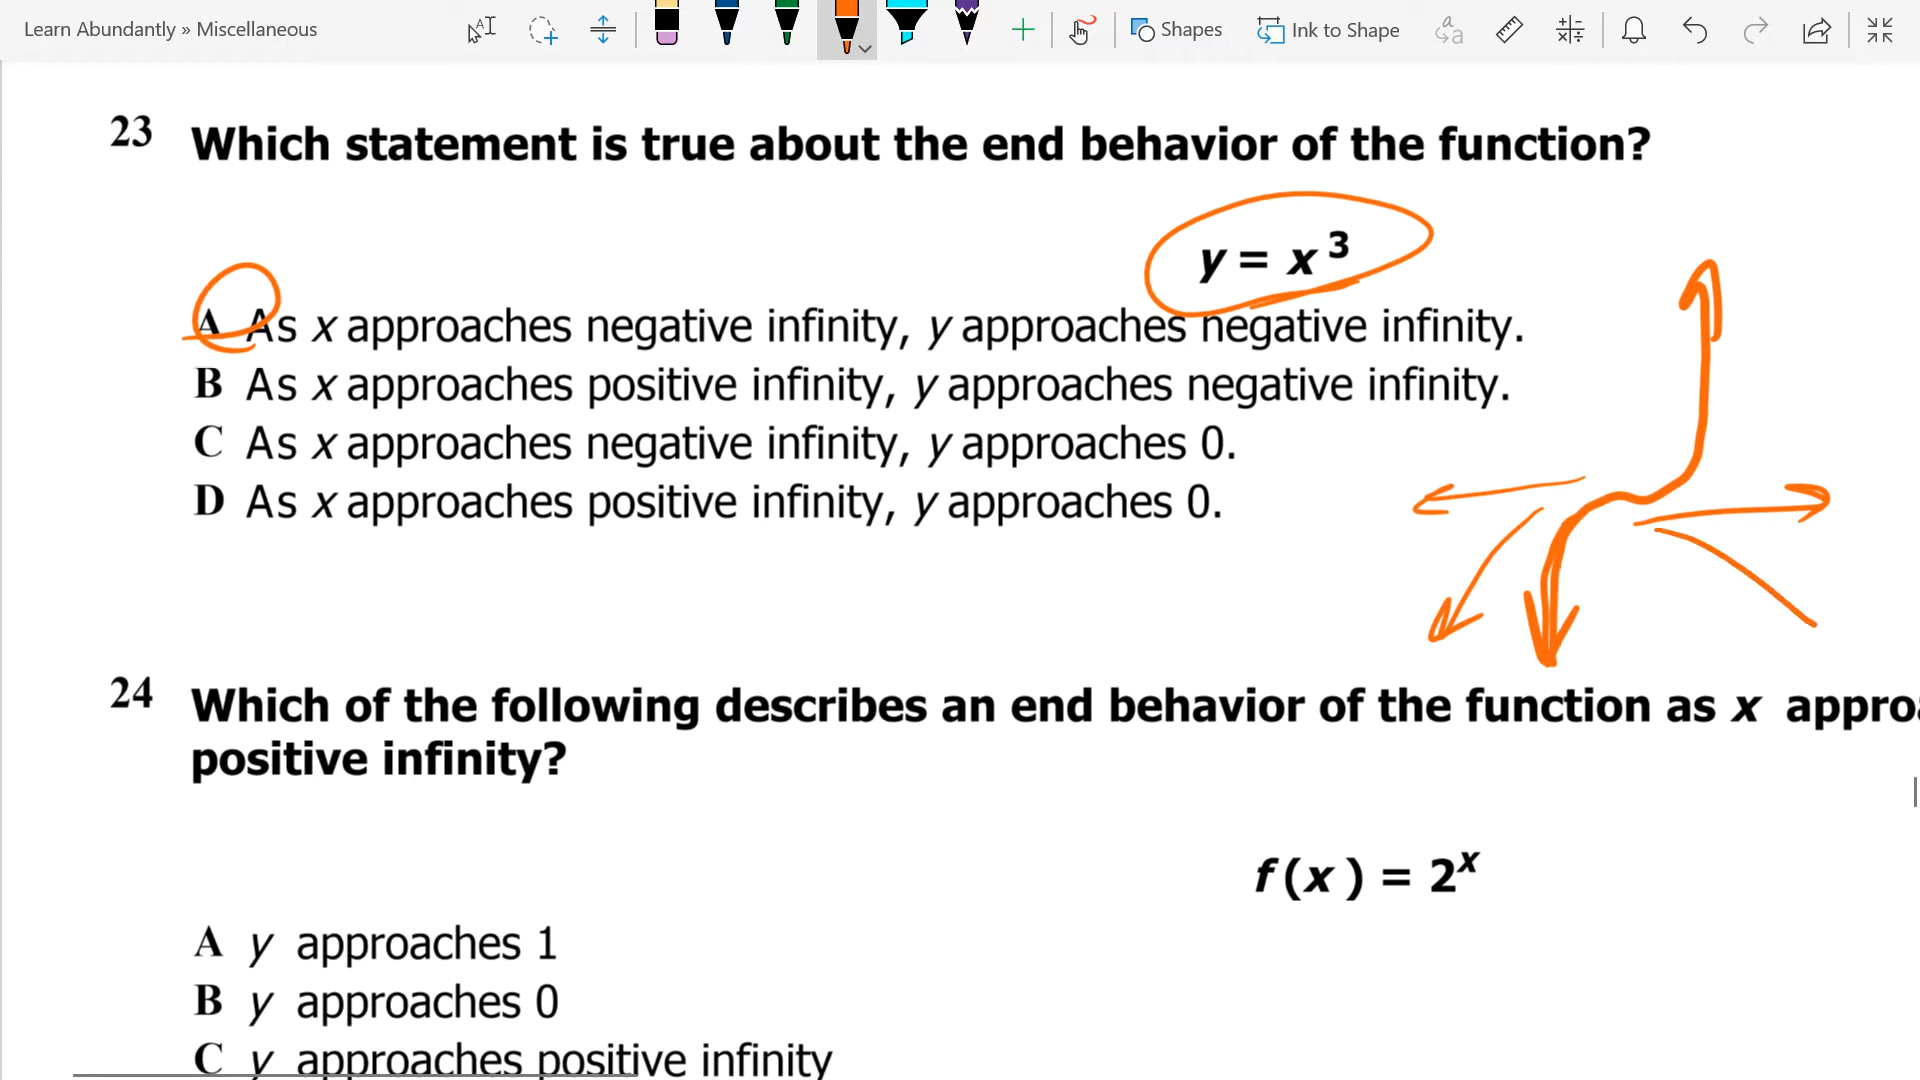 Learn Abundantly » Miscellaneous
Shapes
Ink to Shape
23 Which statement is true about the end behavior of the function?
y = x³
A As x approaches negative infinity, y approaches negative infinity.
B As x approaches positive infinity, y approaches negative infinity.
C As x approaches negative infinity, y approaches 0.
D As x approaches positive infinity, y approaches 0.
24 Which of the following describes an end behavior of the function as x appro
positive infinity?
f(x) = 2ˣ
A y approaches 1
B y approaches 0
C y approaches positive infinity